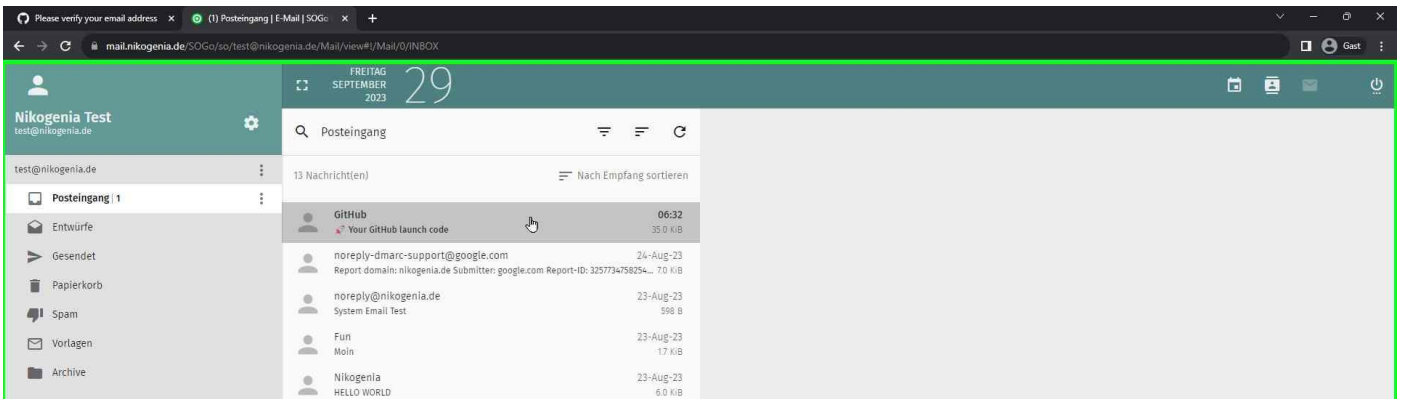 Please verify your email address
(1) Posteingang | E-Mail | SOGo
mail.nikogenia.de/SOGo/so/test@nikogenia.de/Mail/view#!/Mail/0/INBOX
Gast
Nikogenia Test
test@nikogenia.de
FREITAG
SEPTEMBER
2023
29
test@nikogenia.de
Posteingang | 1
Entwürfe
Gesendet
Papierkorb
Spam
Vorlagen
Archive
Posteingang
13 Nachricht(en)
Nach Empfang sortieren
GitHub 06:32
Your GitHub launch code 35.0 KiB
noreply-dmarc-support@google.com 24-Aug-23
Report domain: nikogenia.de Submitter: google.com Report-ID: 3257734758254... 7.0 KiB
noreply@nikogenia.de 23-Aug-23
System Email Test 598 B
Fun 23-Aug-23
Moin 1.7 KiB
Nikogenia 23-Aug-23
HELLO WORLD 6.0 KiB